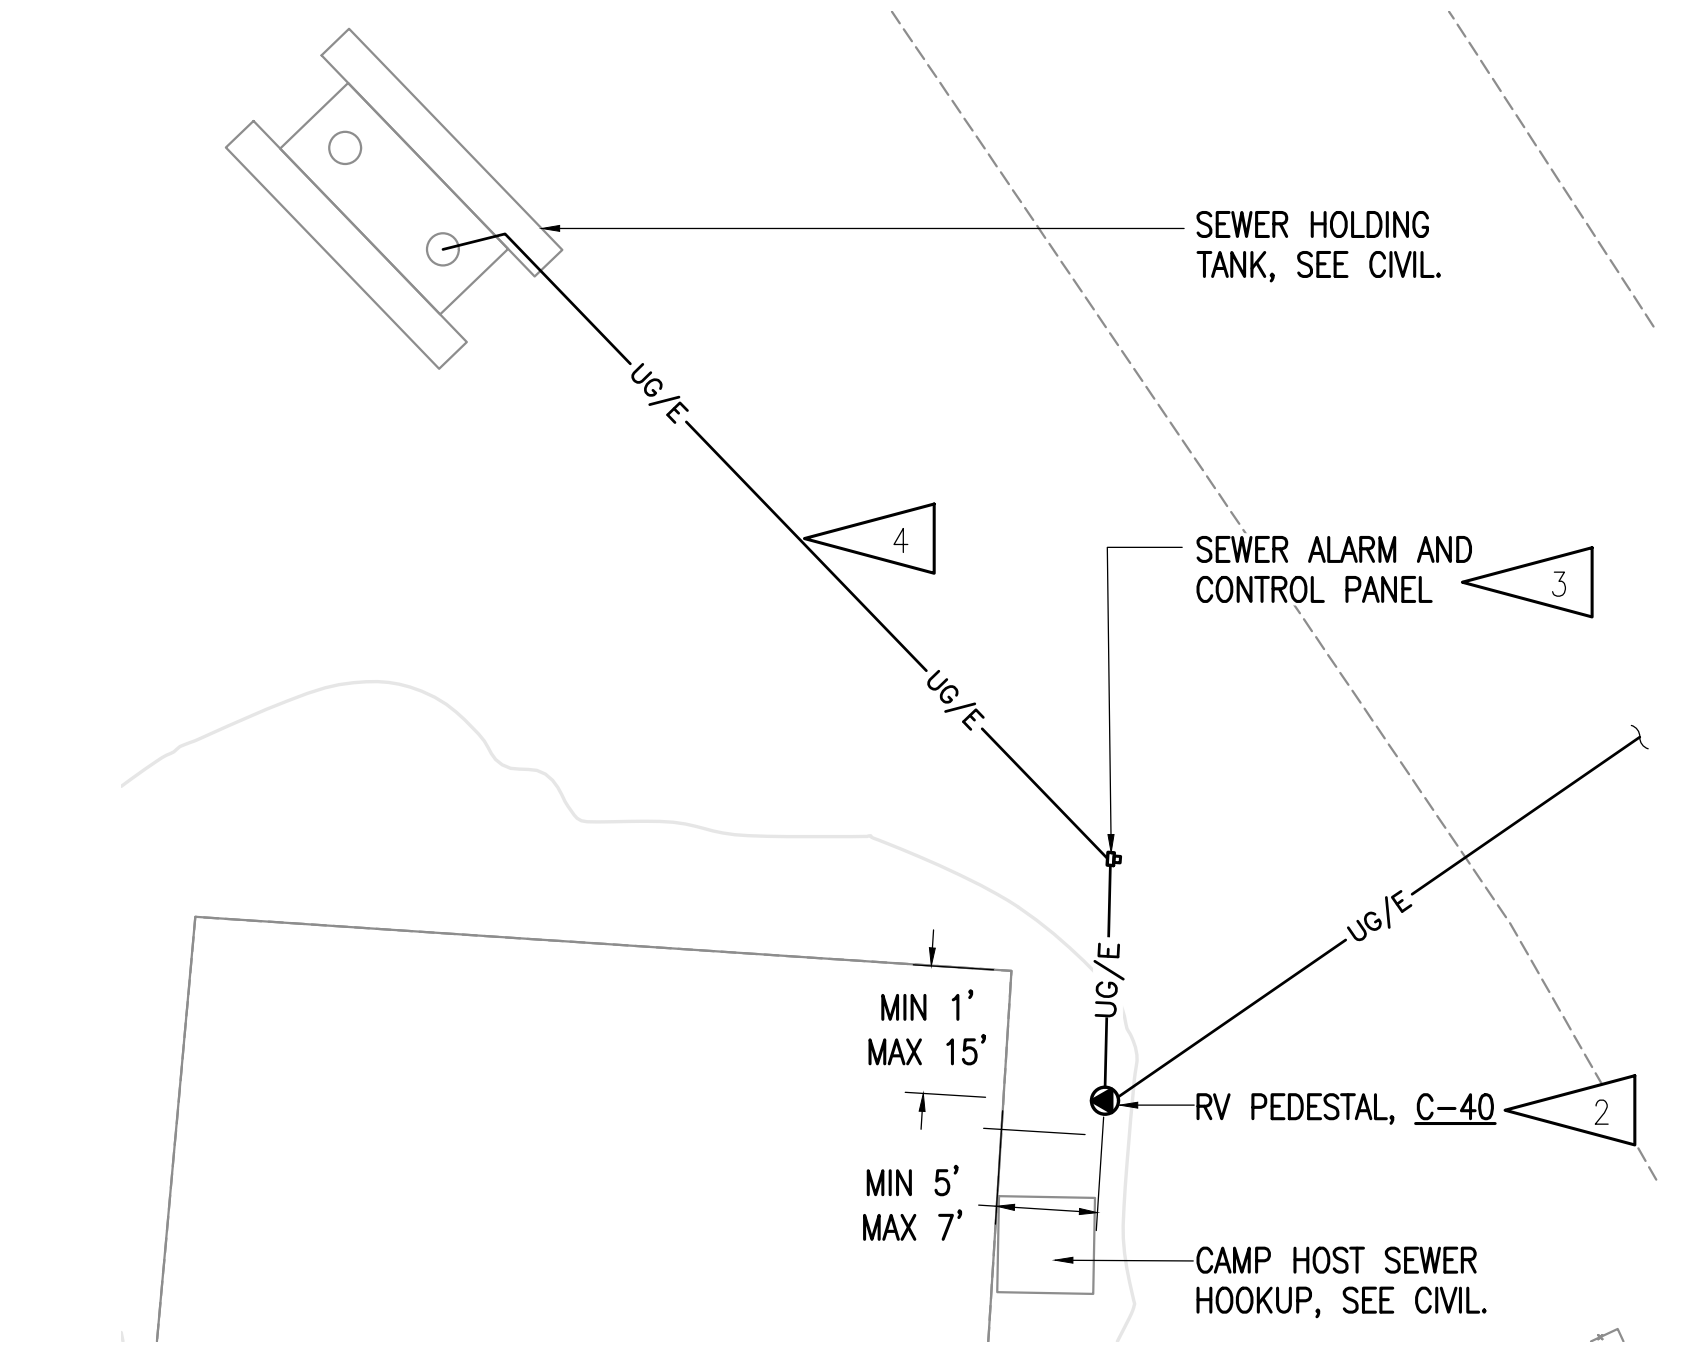 SEWER HOLDING
TANK, SEE CIVIL.
UG/E
4
SEWER ALARM AND
CONTROL PANEL
3
UG/E
UG/E
UG/E
MIN 1'
MAX 15'
RV PEDESTAL, C-40
2
MIN 5'
MAX 7'
CAMP HOST SEWER
HOOKUP, SEE CIVIL.